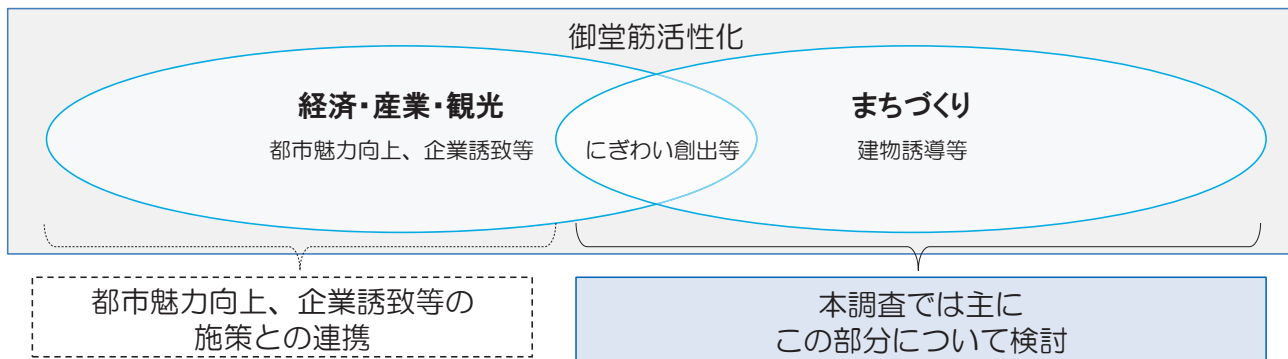 御堂筋活性化
経済・産業・観光
まちづくり
都市魅力向上、企業誘致等
にぎわい創出等
建物誘導等
都市魅力向上、企業誘致等の
施策との連携
本調査では主に
この部分について検討